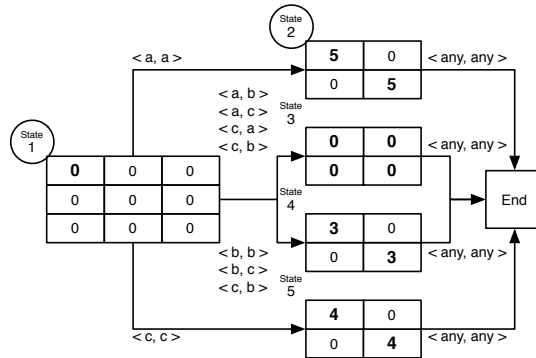 State 2
5 0
0 5
< a, a >
< any, any >
< a, b >
< a, c >
< c, a >
< c, b >
State 3
0 0
0 0
< any, any >
State 1
0 0 0
0 0 0
0 0 0
End
State 4
3 0
0 3
< b, b >
< b, c >
< c, b >
< any, any >
State 5
4 0
0 4
< c, c >
< any, any >